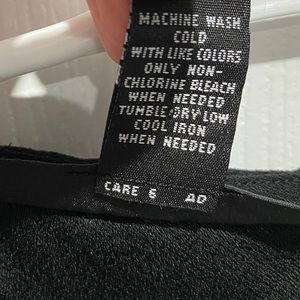 MACHINE WASH
COLD
WITH LIKE COLORS
ONLY NON-
CHLORINE BLEACH
WHEN NEEDED
TUMBLE DRY LOW
COOL IRON
WHEN NEEDED
CARE 6 AP